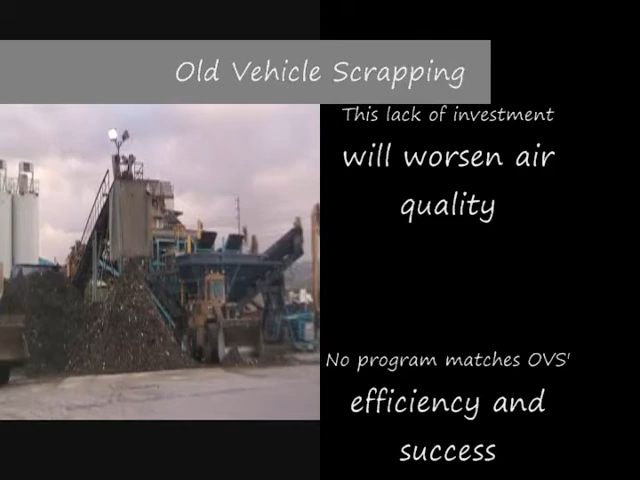 Old Vehicle Scrapping
This lack of investment
will worsen air
quality
No program matches OVS'
efficiency and
success